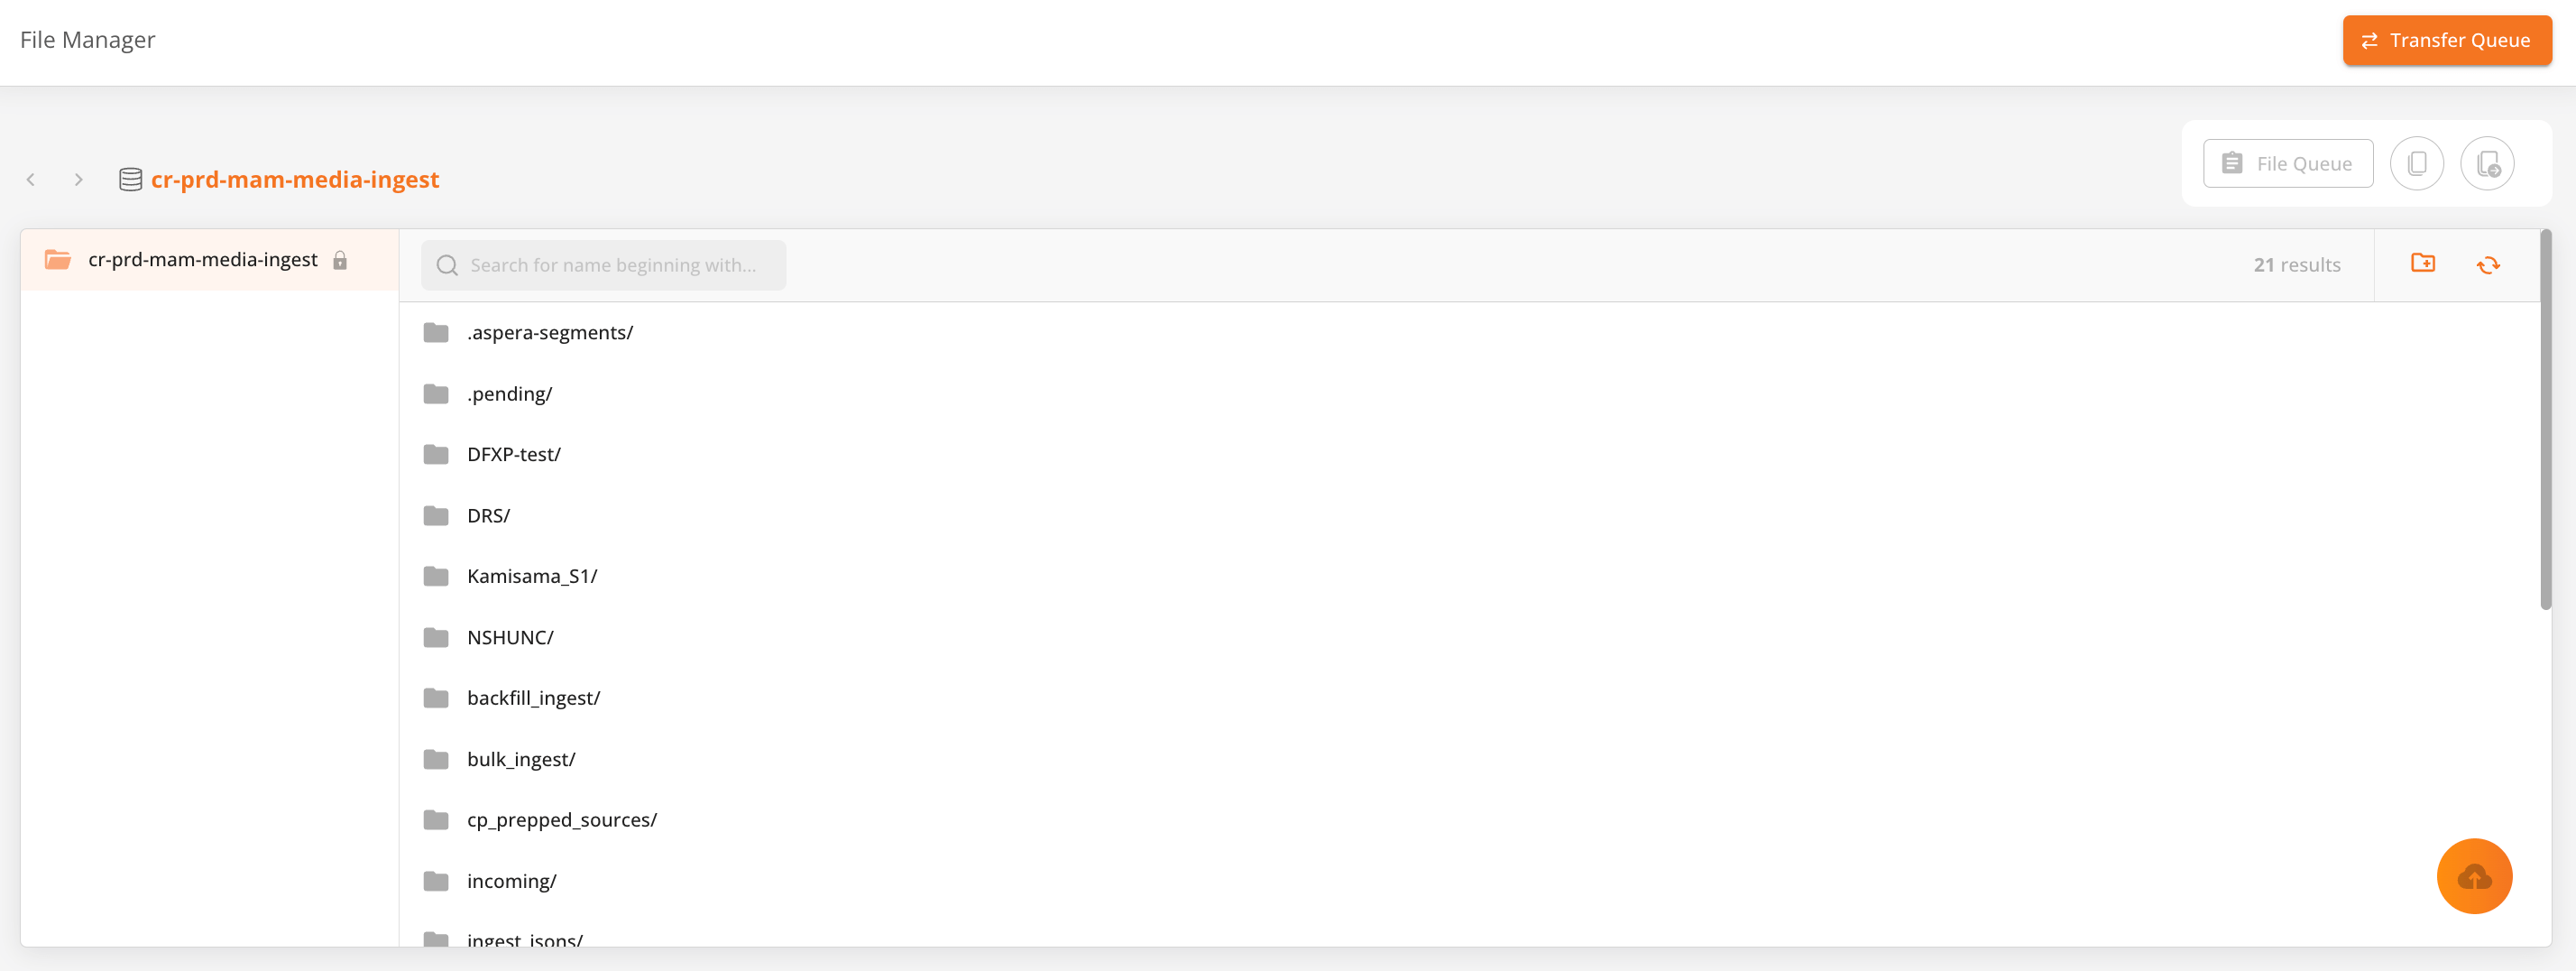 File Manager
Transfer Queue
cr-prd-mam-media-ingest
File Queue
cr-prd-mam-media-ingest
Search for name beginning with...
21 results
.aspera-segments/
.pending/
DFXP-test/
DRS/
Kamisama_S1/
NSHUNC/
backfill_ingest/
bulk_ingest/
cp_prepped_sources/
incoming/
ingest_jsons/